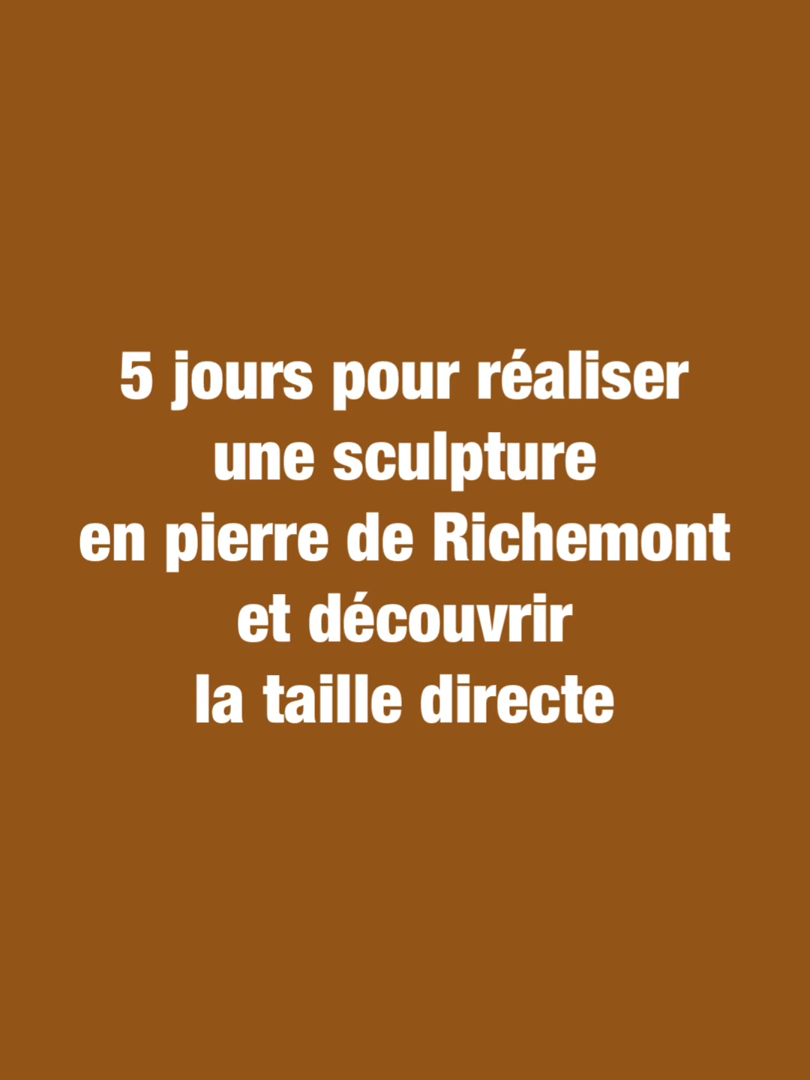 5 jours pour réaliser
une sculpture
en pierre de Richemont
et découvrir
la taille directe